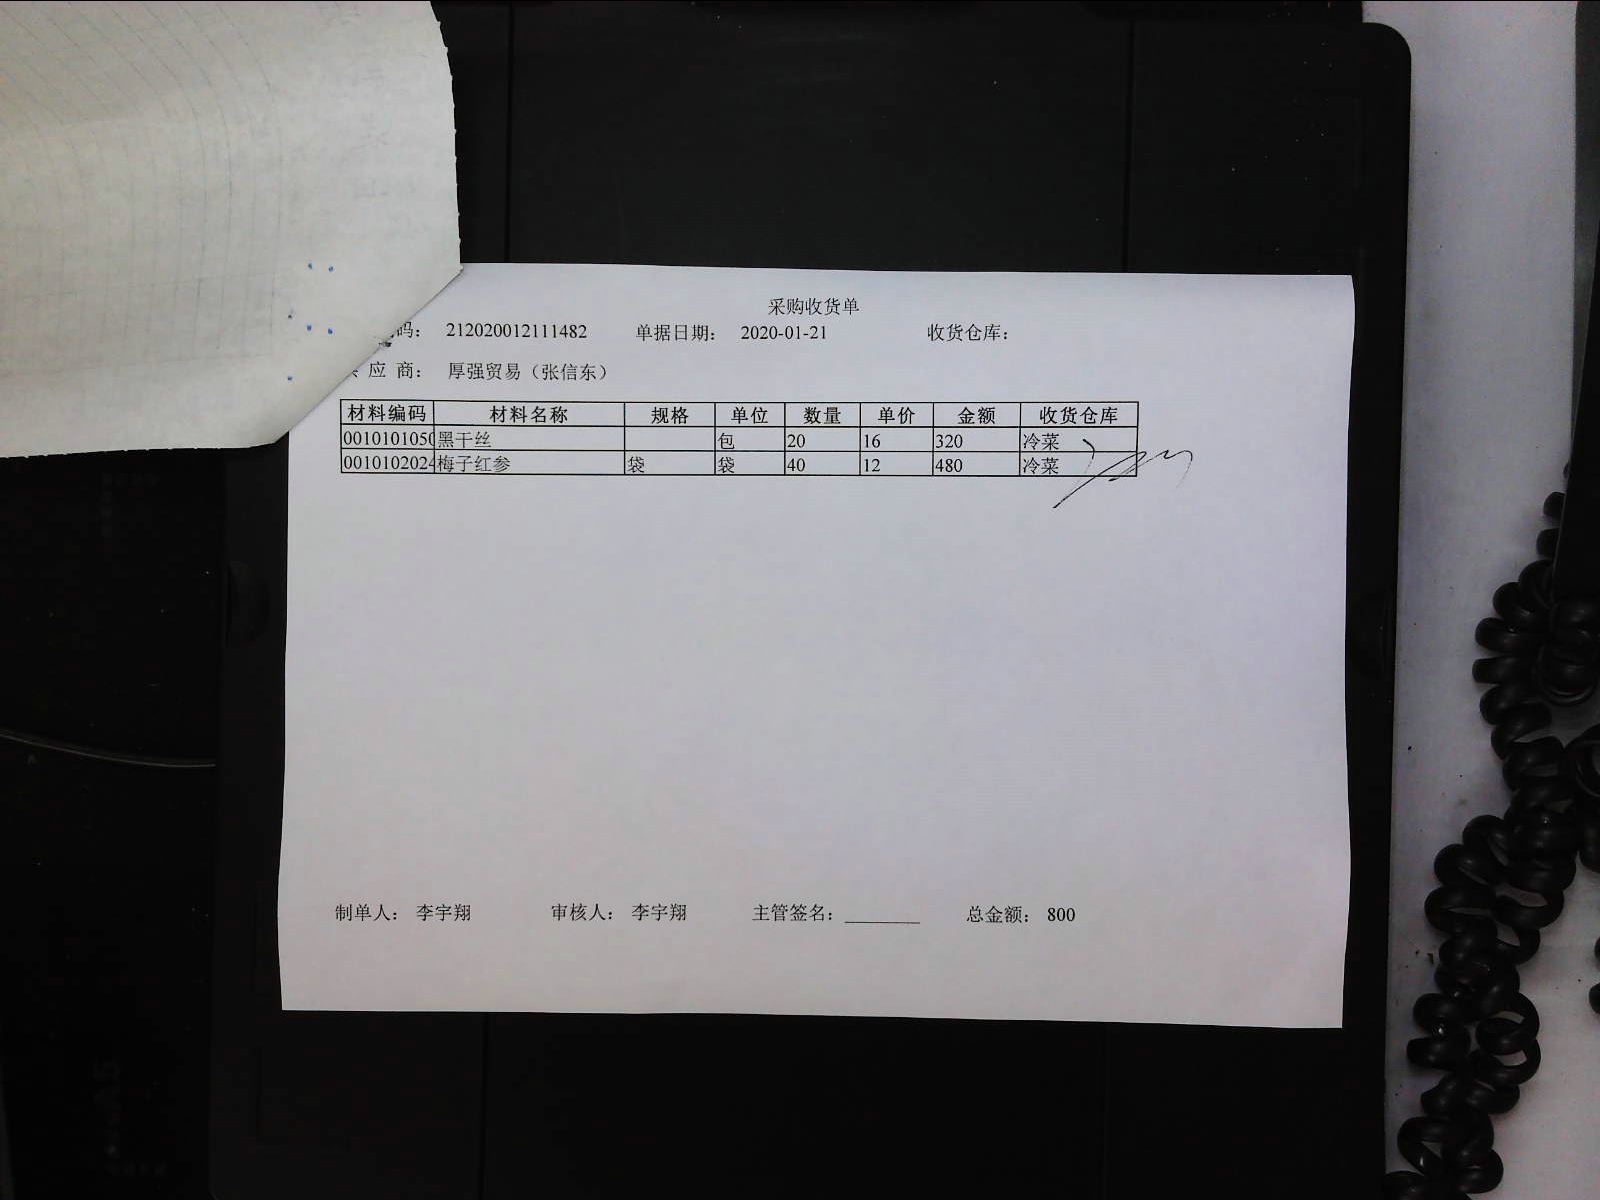 采购收货单
码： 212020012111482 单据日期： 2020-01-21 收货仓库：
应 商： 厚强贸易（张信东）
材料编码 材料名称 规格 单位 数量 单价 金额 收货仓库
0010101050 黑干丝 包 20 16 320 冷菜
0010102024 梅子红参 袋 袋 40 12 480 冷菜
制单人： 李宇翔 审核人： 李宇翔 主管签名： 总金额： 800